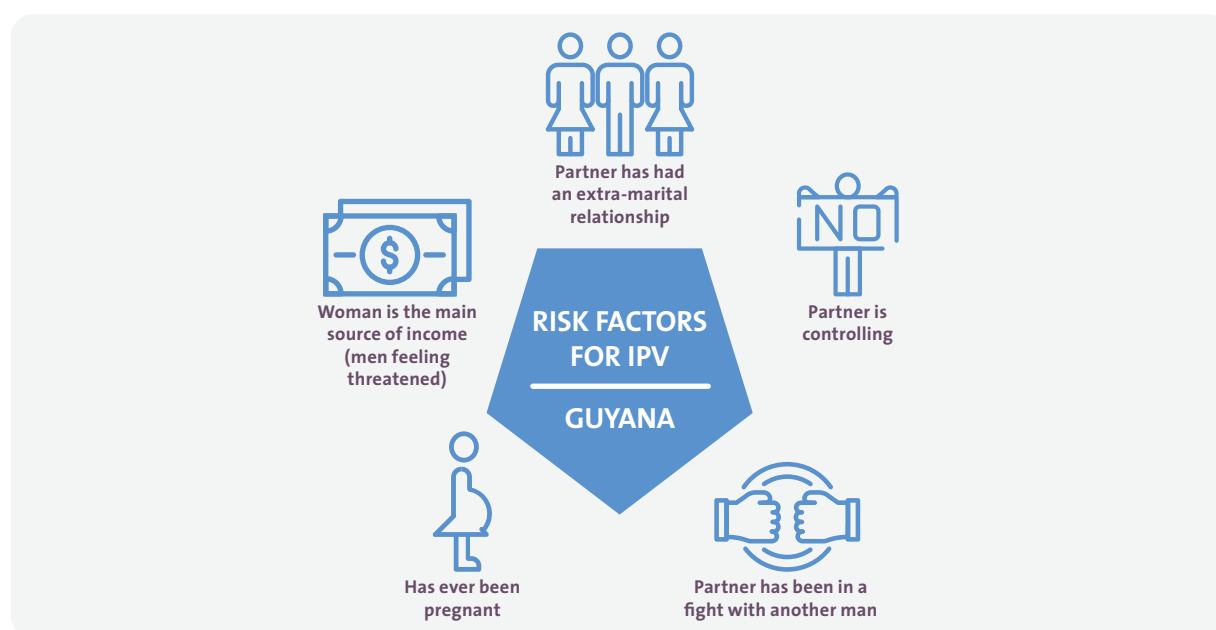 Partner has had
an extra-marital
relationship
NO
Partner is
controlling
$
Woman is the main
source of income
(men feeling
threatened)
RISK FACTORS
FOR IPV
GUYANA
Has ever been
pregnant
Partner has been in a
fight with another man